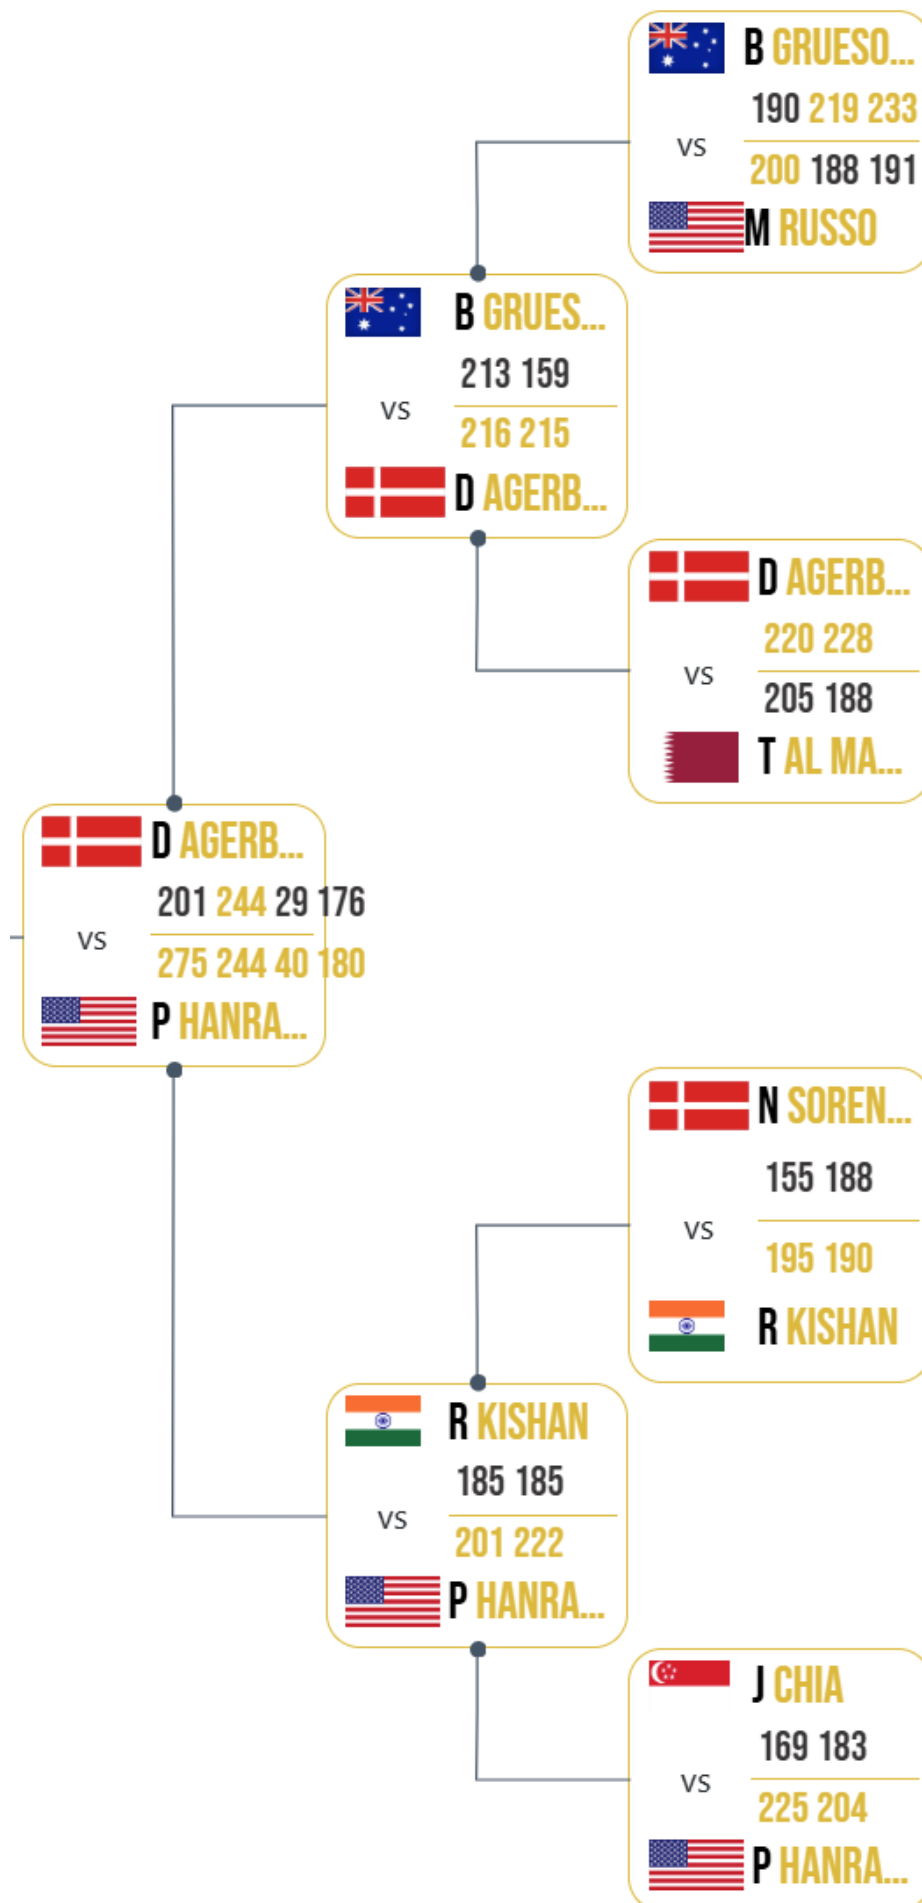 B GRUESO...
190 219 233
VS
200 188 191
M RUSSO
B GRUES...
213 159
VS
216 215
D AGERB...
D AGERB...
220 228
VS
205 188
T AL MA...
D AGERB...
201 244 29 176
VS
275 244 40 180
P HANRA...
N SOREN...
155 188
VS
195 190
R KISHAN
R KISHAN
185 185
VS
201 222
P HANRA...
J CHIA
169 183
VS
225 204
P HANRA...